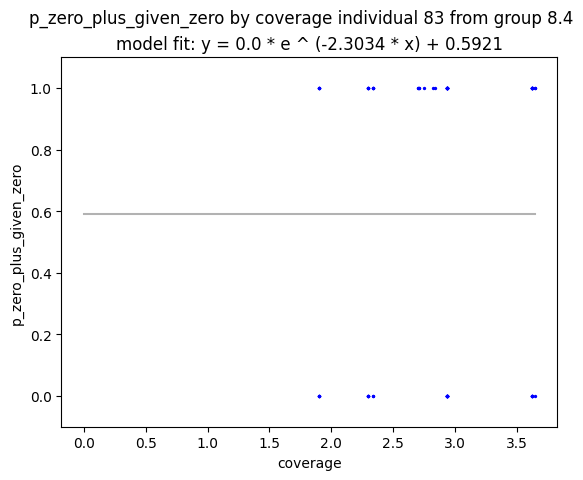 p_zero_plus_given_zero by coverage individual 83 from group 8.4
model fit: y = 0.0 * e ^ (-2.3034 * x) + 0.5921
p_zero_plus_given_zero
1.0
0.8
0.6
0.4
0.2
0.0
0.0 0.5 1.0 1.5 2.0 2.5 3.0 3.5
coverage